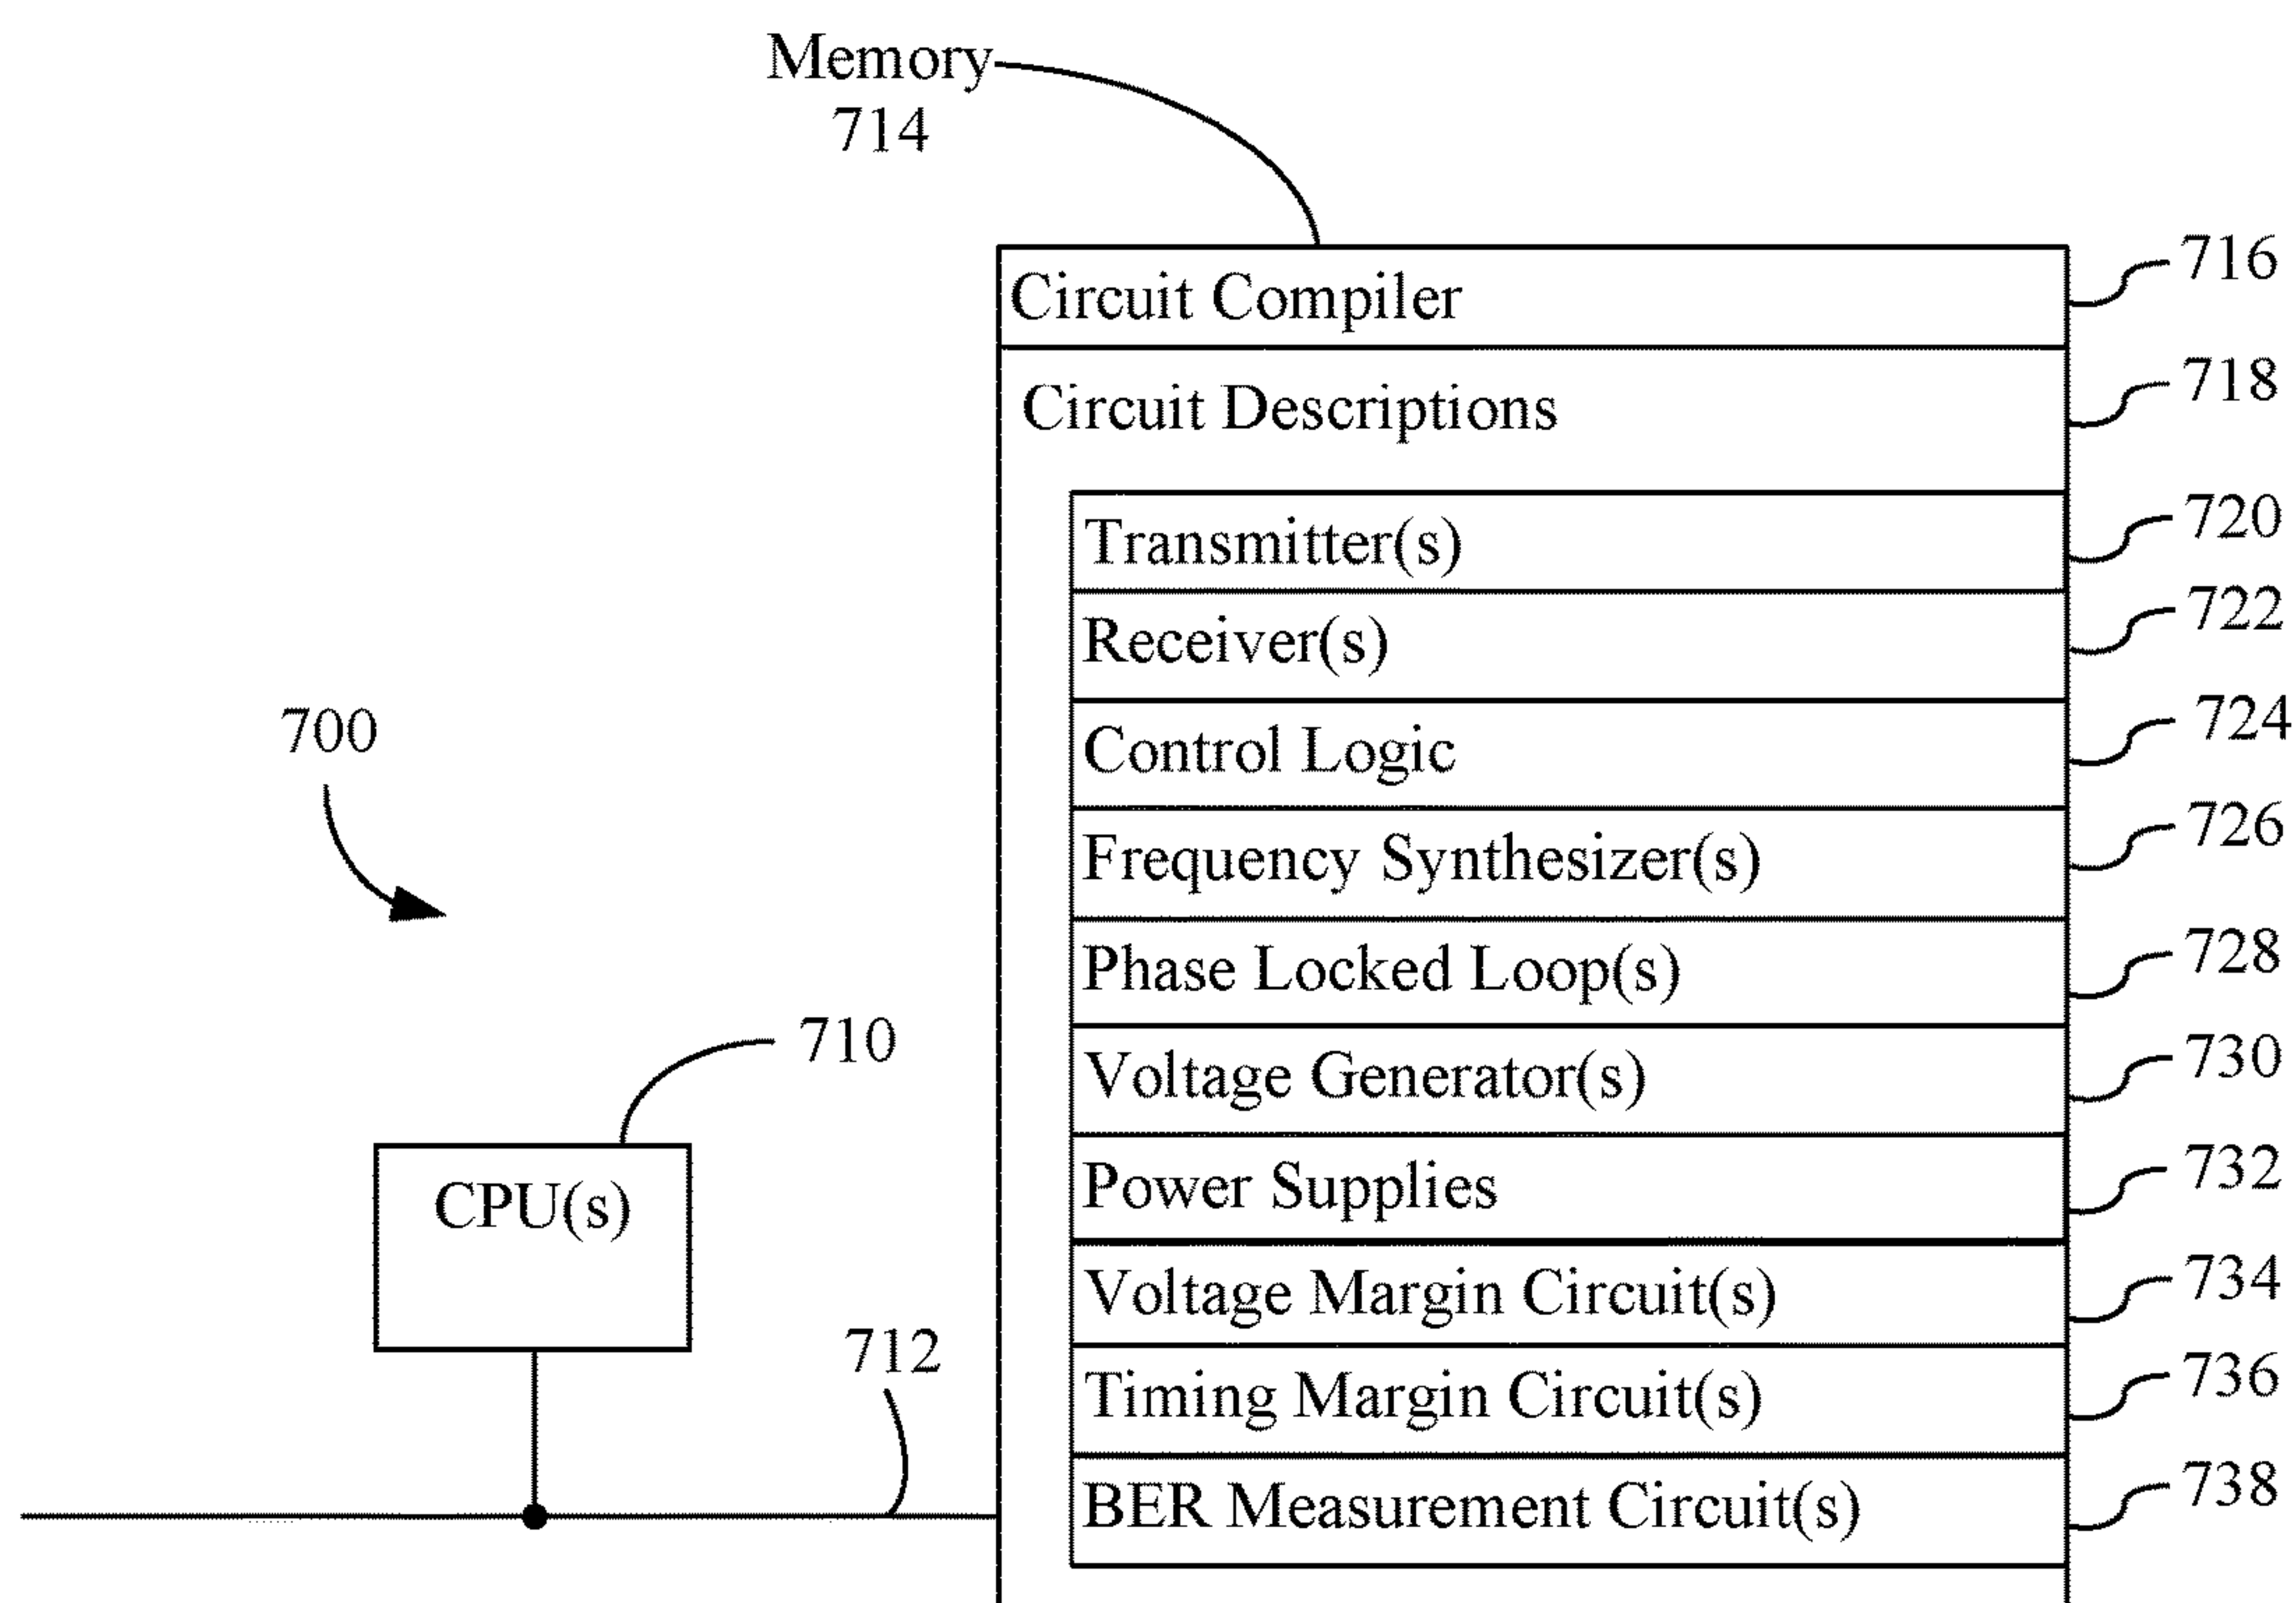 Memory
714
Circuit Compiler
716
Circuit Descriptions
718
Transmitter(s)
720
Receiver(s)
722
Control Logic
724
700
Frequency Synthesizer(s)
726
Phase Locked Loop(s)
728
710
Voltage Generator(s)
730
CPU(s)
Power Supplies
732
Voltage Margin Circuit(s)
734
712
Timing Margin Circuit(s)
736
BER Measurement Circuit(s)
738